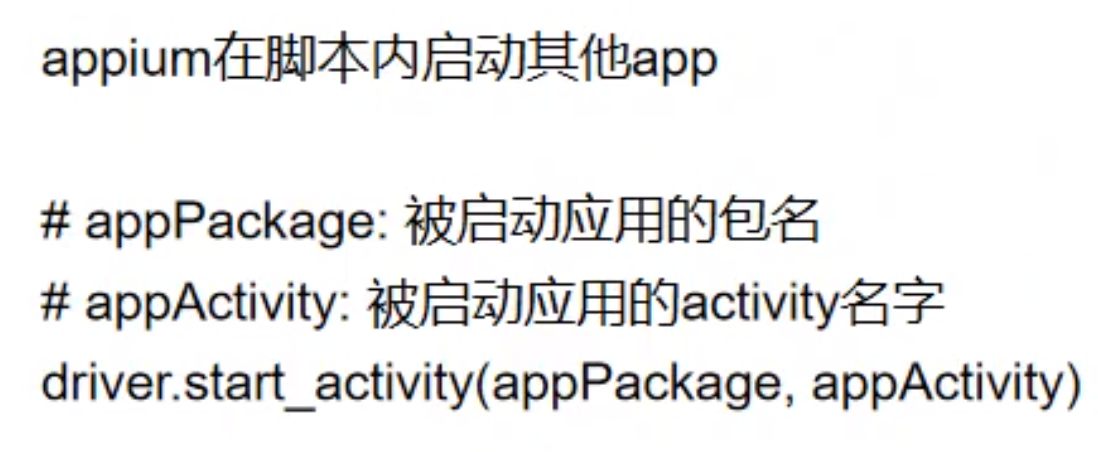 appium在脚本内启动其他app
# appPackage: 被启动应用的包名
# appActivity: 被启动应用的activity名字
driver.start_activity(appPackage, appActivity)